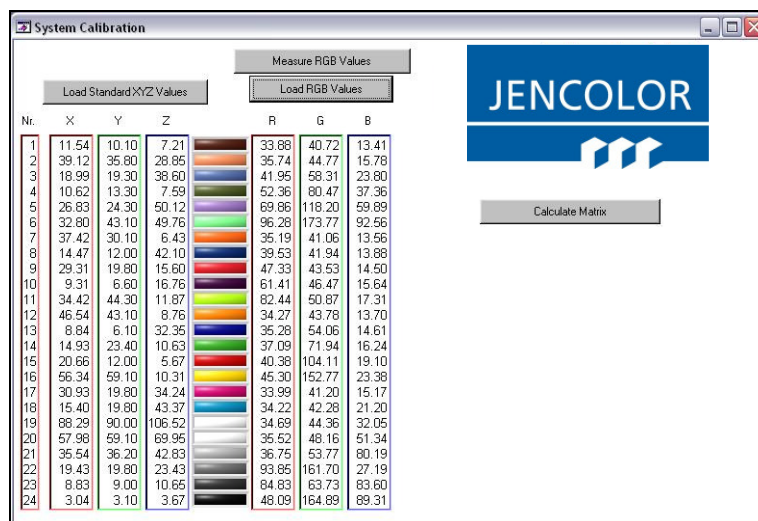 System Calibration
Measure RGB Values
Load Standard XYZ Values Load RGB Values
JENCOLOR
Nr. X Y Z R G B
1 11.54 10.10 7.21 33.88 40.72 13.41
2 39.12 35.80 28.85 35.74 44.77 15.78
3 18.99 19.30 38.60 41.95 58.31 23.80
4 10.62 13.30 7.59 52.36 80.47 37.36
5 26.83 24.30 50.12 69.86 118.20 59.89
Calculate Matrix
6 32.80 43.10 49.76 96.28 173.77 92.56
7 37.42 30.10 6.43 35.19 41.06 13.56
8 14.47 12.00 42.10 39.53 41.94 13.88
9 29.31 19.80 15.60 47.33 43.53 14.50
10 9.31 6.60 16.76 61.41 46.47 15.64
11 34.42 44.30 11.87 82.44 50.87 17.31
12 46.54 43.10 8.76 34.27 43.78 13.70
13 8.84 6.10 32.35 35.28 54.06 14.61
14 14.93 23.40 10.63 37.09 71.94 16.24
15 20.66 12.00 5.67 40.38 104.11 19.10
16 56.34 59.10 10.31 45.30 152.77 23.38
17 30.93 19.80 34.24 33.99 41.20 15.17
18 15.40 19.80 43.37 34.22 42.28 21.20
19 88.29 90.00 106.52 34.69 44.36 32.05
20 57.98 59.10 69.95 35.52 48.16 51.34
21 35.54 36.20 42.83 36.75 53.77 80.19
22 19.43 19.80 23.43 93.85 161.70 27.19
23 8.83 9.00 10.65 84.83 63.73 83.60
24 3.04 3.10 3.67 48.09 164.89 89.31